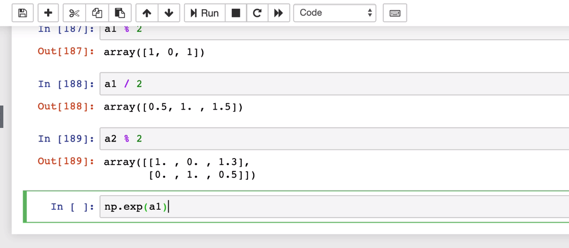 Run
Code
In [187]: a1 % 2
Out[187]: array([1, 0, 1])
In [188]: a1 / 2
Out[188]: array([0.5, 1. , 1.5])
In [189]: a2 % 2
Out[189]: array([[1. , 0. , 1.3],
[0. , 1. , 0.5]])
In [ ]: np.exp(a1)